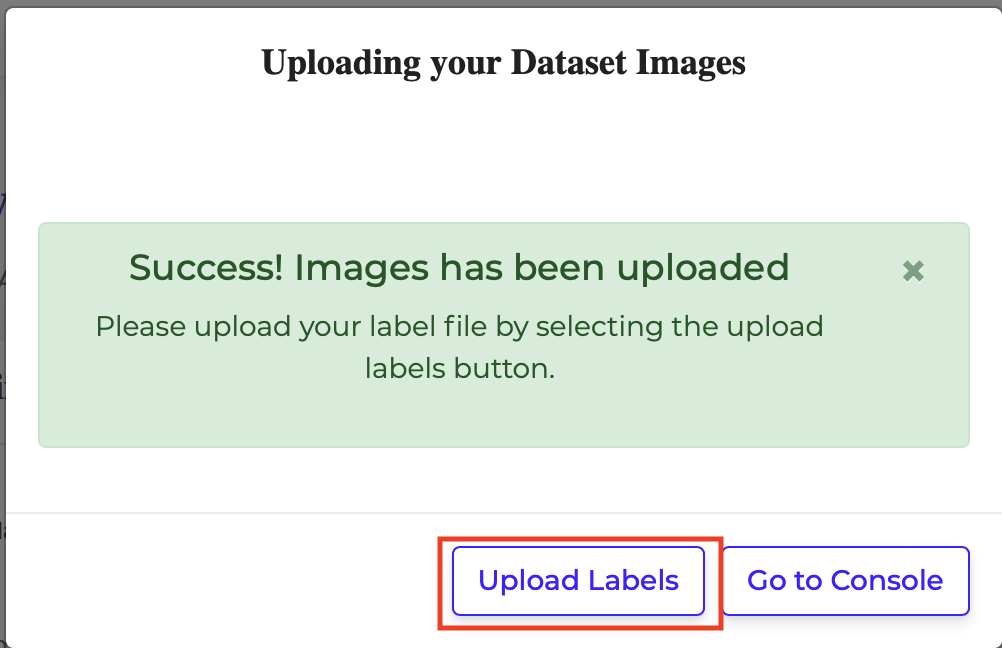 Uploading your Dataset Images
Success! Images has been uploaded
Please upload your label file by selecting the upload
labels button.
Upload Labels
Go to Console